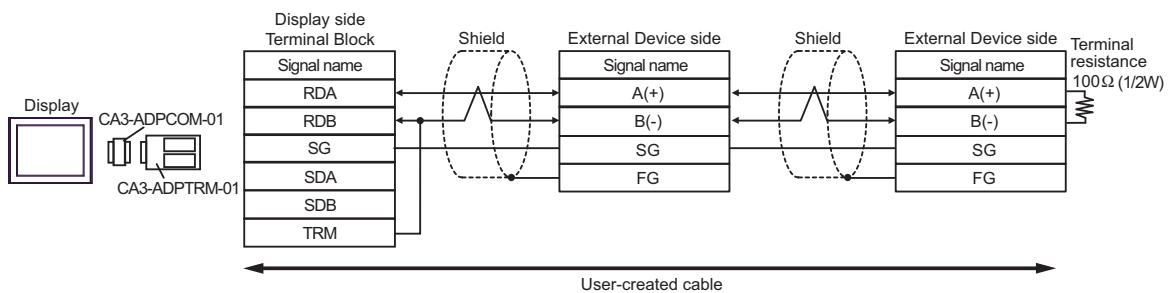 Display side
Terminal Block
Shield
External Device side
Shield
External Device side
Terminal
resistance
100Ω (1/2W)
Signal name
Signal name
Signal name
RDA
A(+)
A(+)
Display
CA3-ADPCOM-01
RDB
B(-)
B(-)
SG
SG
SG
CA3-ADPTRM-01
SDA
FG
FG
SDB
TRM
User-created cable